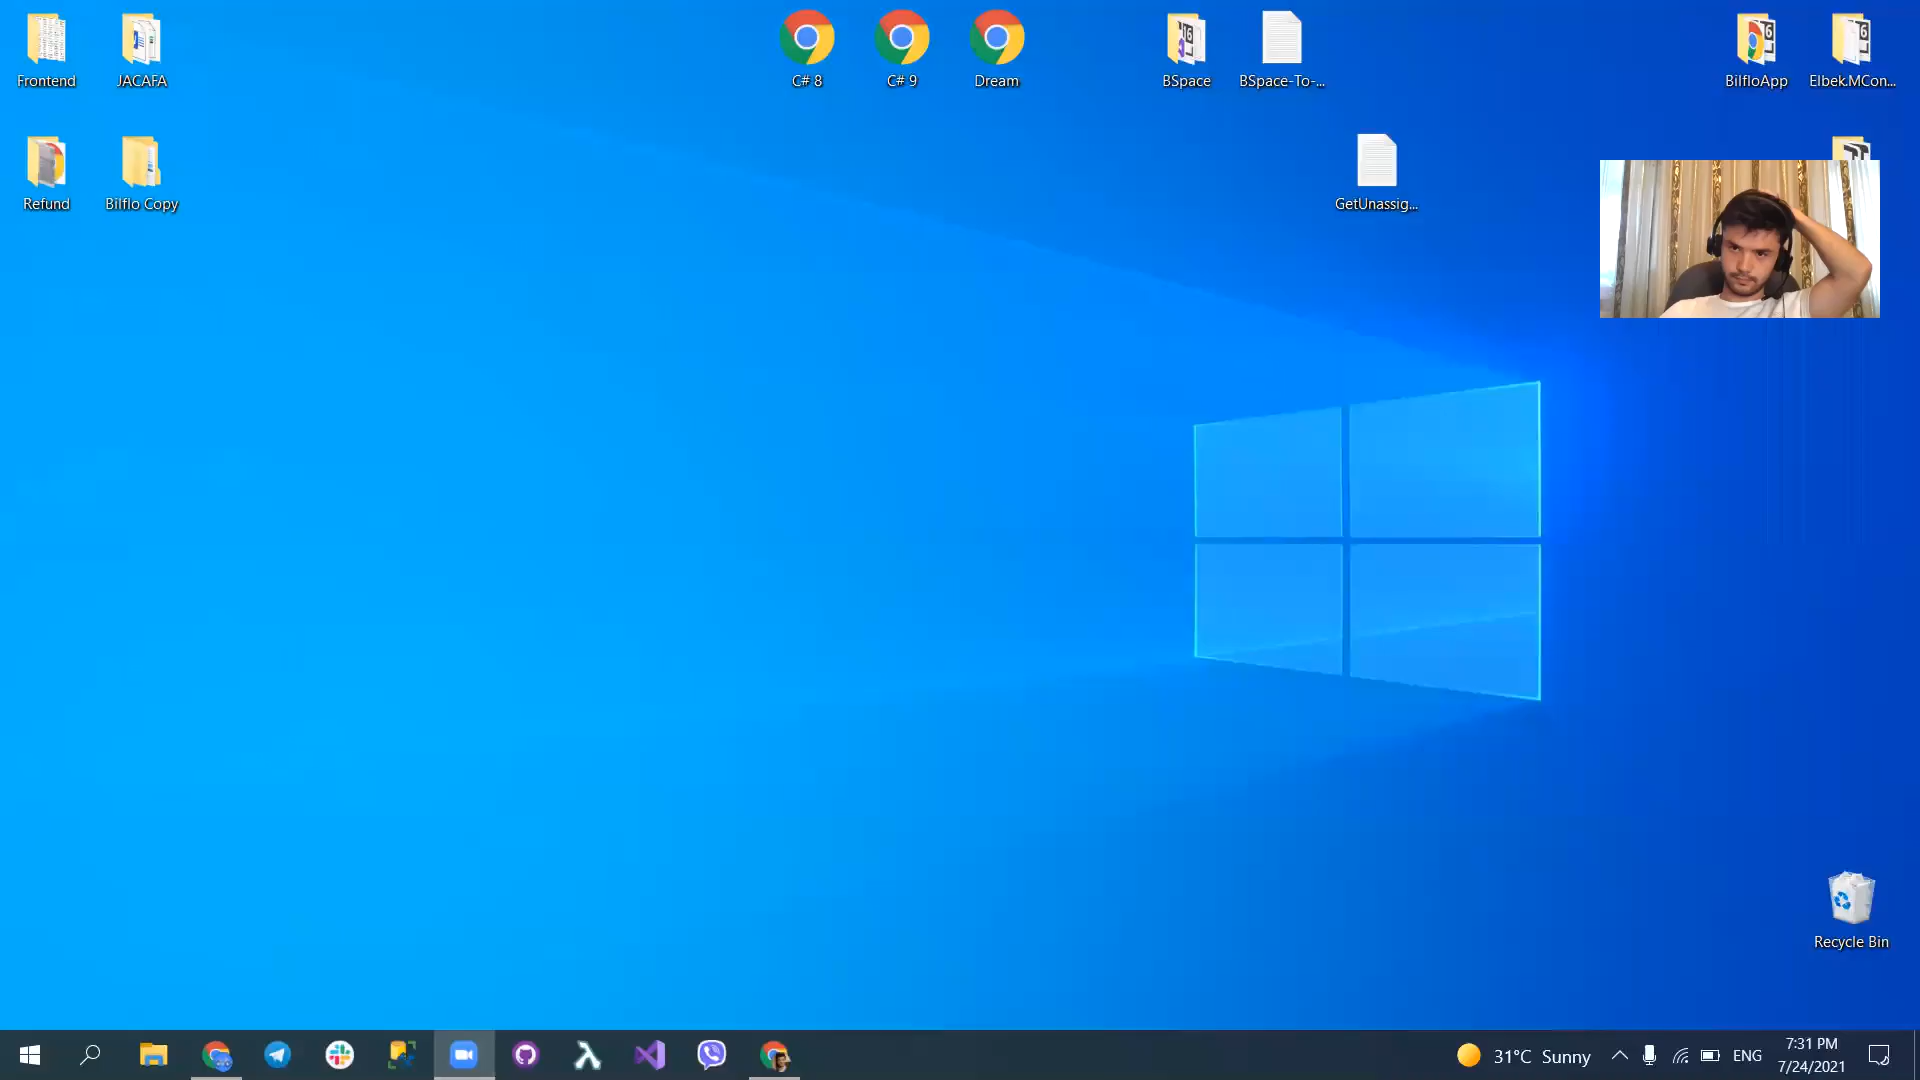 Frontend
JACAFA
C# 8
C# 9
Dream
BSpace
BSpace-To-...
BilfloApp
Elbek.MCon...
Refund
Bilflo Copy
GetUnassig...
Recycle Bin
31°C Sunny
ENG
7:31 PM
7/24/2021